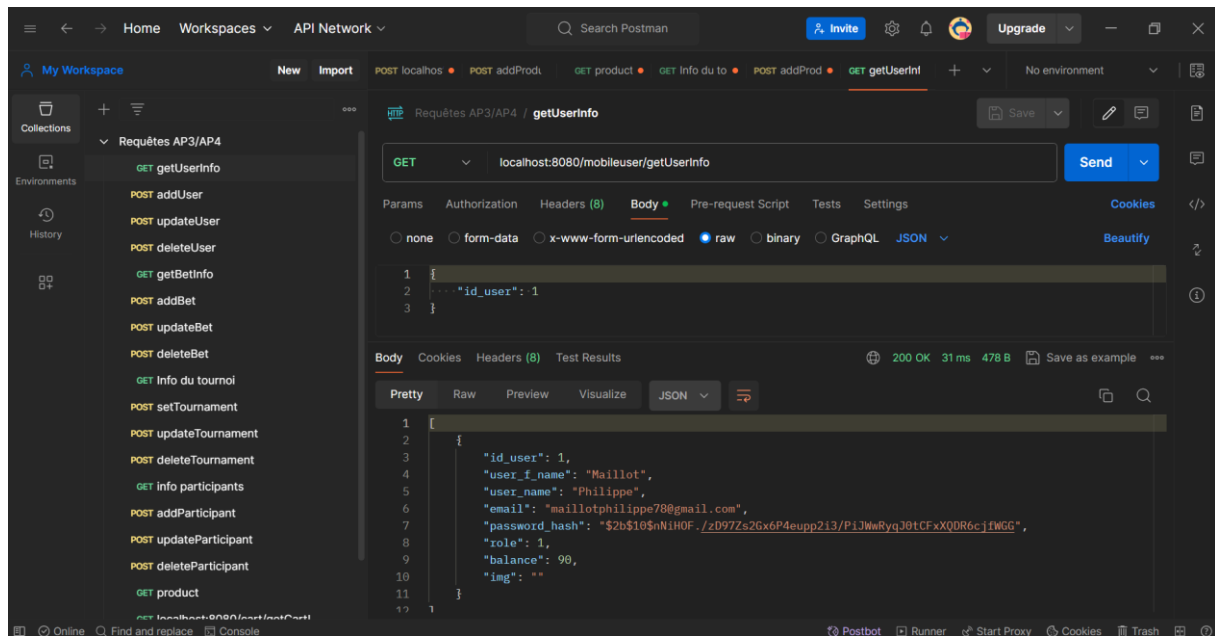 Home Workspaces API Network Search Postman Invite Upgrade
My Workspace New Import POST localhos POST addProdu GET product GET Info du to POST addProd GET getUserInf No environment
Collections
Environments
History
Requêtes AP3/AP4
GET getUserInfo
POST addUser
POST updateUser
POST deleteUser
GET getBetInfo
POST addBet
POST updateBet
POST deleteBet
GET Info du tournoi
POST setTournament
POST updateTournament
POST deleteTournament
GET info participants
POST addParticipant
POST updateParticipant
POST deleteParticipant
GET product
GET localhost:8080/cart/getCartI
HTTP Requêtes AP3/AP4 / getUserInfo Save
GET localhost:8080/mobileuser/getUserInfo Send
Params Authorization Headers (8) Body Pre-request Script Tests Settings Cookies
none form-data x-www-form-urlencoded raw binary GraphQL JSON Beautify
1 {
2 "id_user": 1
3 }
Body Cookies Headers (8) Test Results 200 OK 31 ms 478 B Save as example
Pretty Raw Preview Visualize JSON
1 [
2 {
3 "id_user": 1,
4 "user_f_name": "Maillot",
5 "user_name": "Philippe",
6 "email": "maillotphilippe78@gmail.com",
7 "password_hash": "$2b$10$nNiHOF./zD97Zs2Gx6P4eupp2i3/PiJWwRyqJ0tCFxXQDR6cjfWGG",
8 "role": 1,
9 "balance": 90,
10 "img": ""
11 }
12 ]
Online Find and replace Console Postbot Runner Start Proxy Cookies Trash